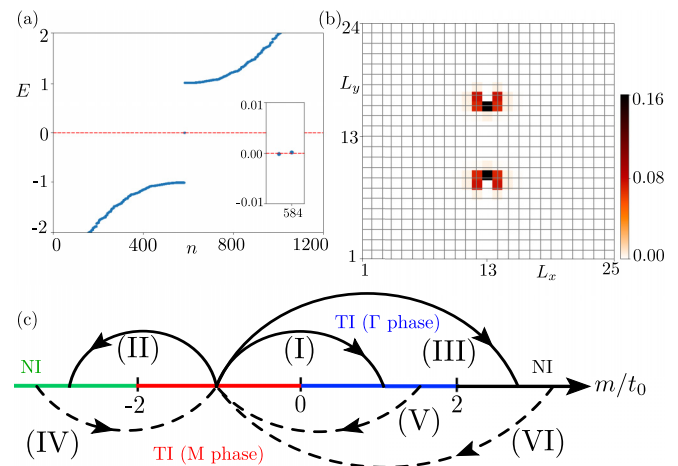 (a)
2
1
E
0
-1
-2
0
400
n
800
1200
0.01
0.00
-0.01
584
(b)
24
L_y
13
1
1
13
L_x
25
0.16
0.08
0.00
(c)
TI (Γ phase)
(II)
(I)
(III)
NI
NI
-2
0
2
m/t_0
(IV)
(V)
(VI)
TI (M phase)